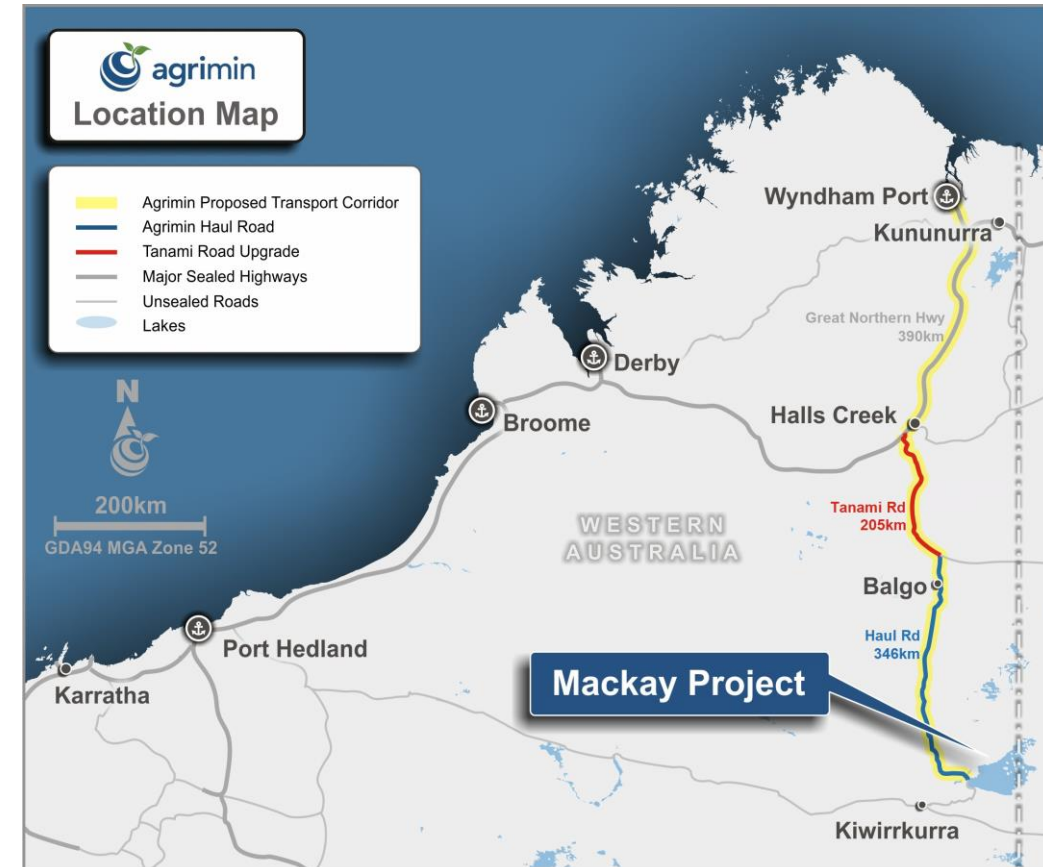 agrimin
Location Map
Agrimin Proposed Transport Corridor
Agrimin Haul Road
Tanami Road Upgrade
Major Sealed Highways
Unsealed Roads
Lakes
N
200km
GDA94 MGA Zone 52
Wyndham Port
Kununurra
Great Northern Hwy
390km
Derby
Broome
Halls Creek
Tanami Rd
205km
WESTERN
AUSTRALIA
Balgo
Haul Rd
346km
Port Hedland
Karratha
Mackay Project
Kiwirrkurra